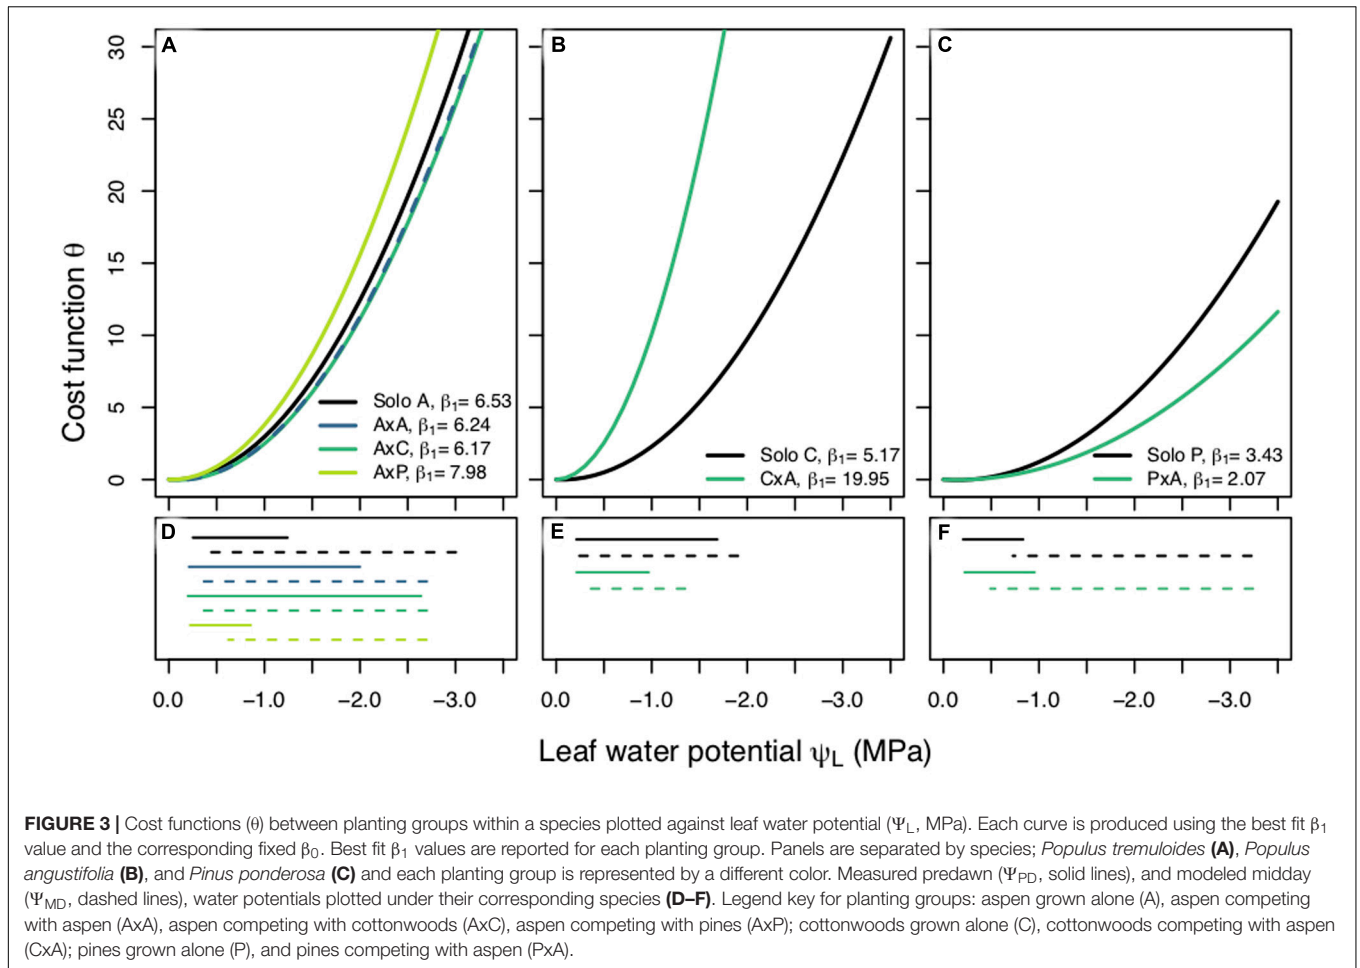 A
B
C
30
25
20
15
10
5
0
Cost function θ
Solo A, β₁= 6.53
AxA, β₁= 6.24
AxC, β₁= 6.17
AxP, β₁= 7.98
Solo C, β₁= 5.17
CxA, β₁= 19.95
Solo P, β₁= 3.43
PxA, β₁= 2.07
D
E
F
0.0 −1.0 −2.0 −3.0 0.0 −1.0 −2.0 −3.0 0.0 −1.0 −2.0 −3.0
Leaf water potential ψL (MPa)
FIGURE 3 | Cost functions (θ) between planting groups within a species plotted against leaf water potential (ΨL, MPa). Each curve is produced using the best fit β₁
value and the corresponding fixed β₀. Best fit β₁ values are reported for each planting group. Panels are separated by species; Populus tremuloides (A), Populus
angustifolia (B), and Pinus ponderosa (C) and each planting group is represented by a different color. Measured predawn (ΨPD, solid lines), and modeled midday
(ΨMD, dashed lines), water potentials plotted under their corresponding species (D–F). Legend key for planting groups: aspen grown alone (A), aspen competing
with aspen (AxA), aspen competing with cottonwoods (AxC), aspen competing with pines (AxP); cottonwoods grown alone (C), cottonwoods competing with aspen
(CxA); pines grown alone (P), and pines competing with aspen (PxA).